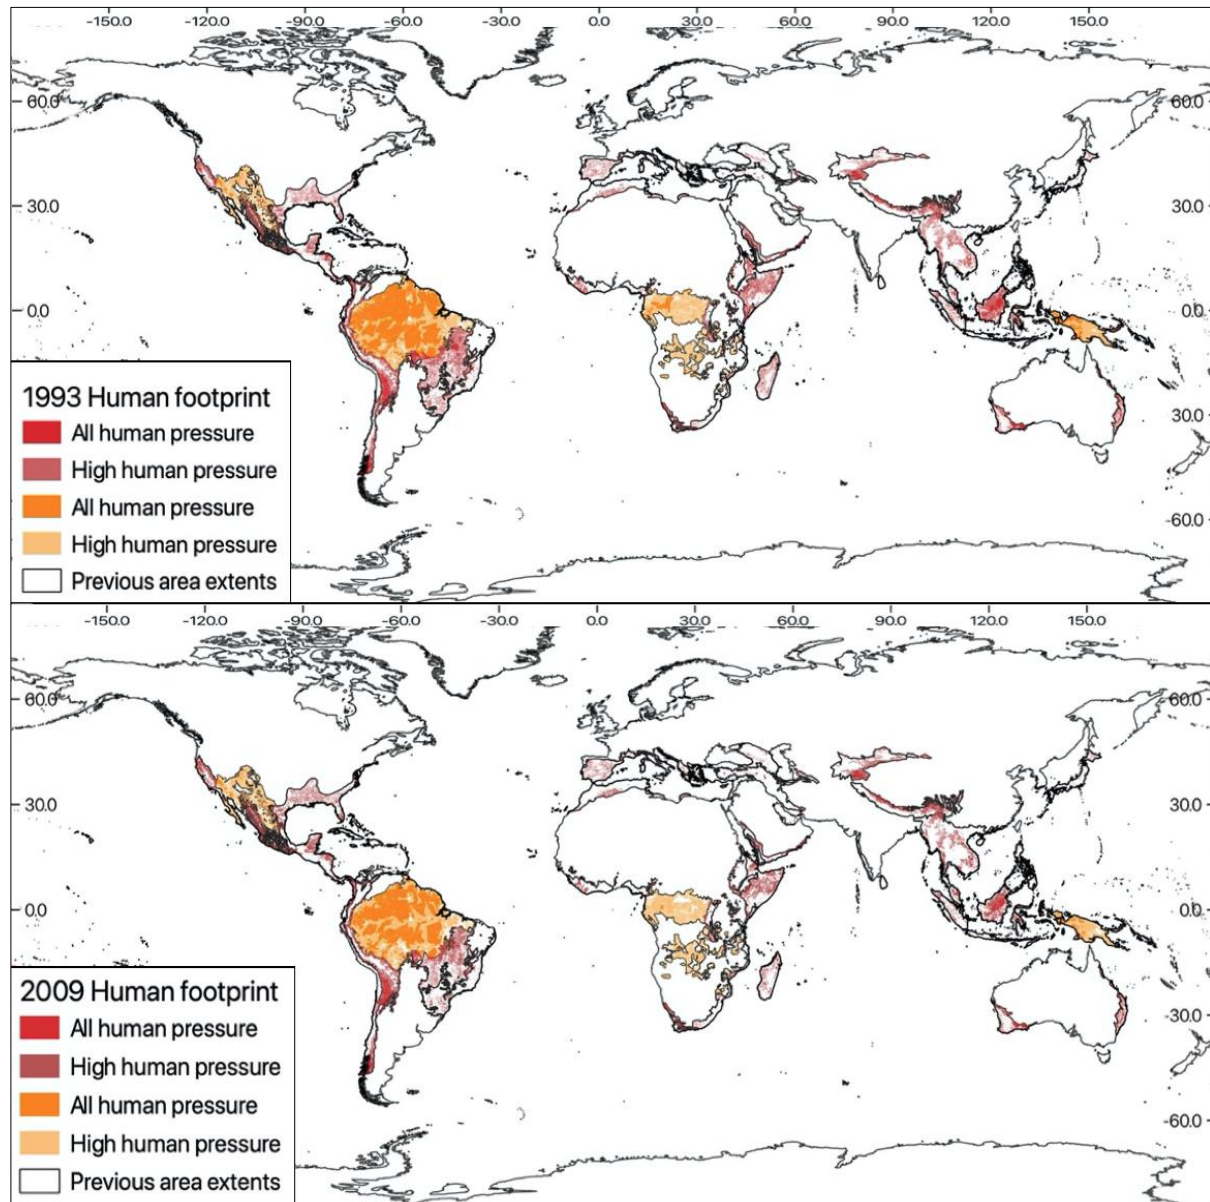 -150.0 -120.0 -90.0 -60.0 -30.0 0.0 30.0 60.0 90.0 120.0 150.0
60.0 60.0
30.0 30.0
0.0 0.0
30.0
-60.0
1993 Human footprint
All human pressure
High human pressure
All human pressure
High human pressure
Previous area extents
-150.0 -120.0 -90.0 -60.0 -30.0 0.0 30.0 60.0 90.0 120.0 150.0
60.0 60.0
30.0 30.0
0.0 0.0
-30.0
-60.0
2009 Human footprint
All human pressure
High human pressure
All human pressure
High human pressure
Previous area extents